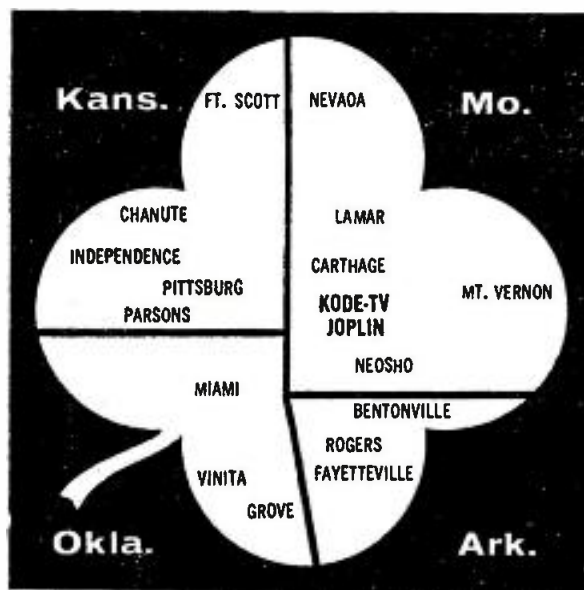 Kans.
FT. SCOTT
NEVADA
Mo.
CHANUTE
LAMAR
INDEPENDENCE
CARTHAGE
PITTSBURG
MT. VERNON
PARSONS
KODE-TV
JOPLIN
NEOSHO
MIAMI
BENTONVILLE
ROGERS
VINITA
FAYETTEVILLE
GROVE
Okla.
Ark.